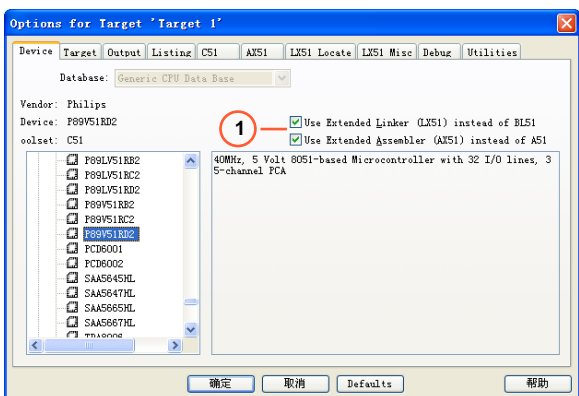 Options for Target 'Target 1'
Device Target Output Listing C51 AX51 LX51 Locate LX51 Misc Debug Utilities
Database: Generic CPU Data Base
Vendor: Philips
Device: P89V51RD2
oolset: C51
1
Use Extended Linker (LX51) instead of BL51
Use Extended Assembler (AX51) instead of A51
P89LV51RB2
P89LV51RC2
P89LV51RD2
P89V51RB2
P89V51RC2
P89V51RD2
PCD6001
PCD6002
SAA5645HL
SAA5647HL
SAA5665HL
SAA5667HL
40MHz, 5 Volt 8051-based Microcontroller with 32 I/O lines, 3
5-channel PCA
确定 取消 Defaults 帮助